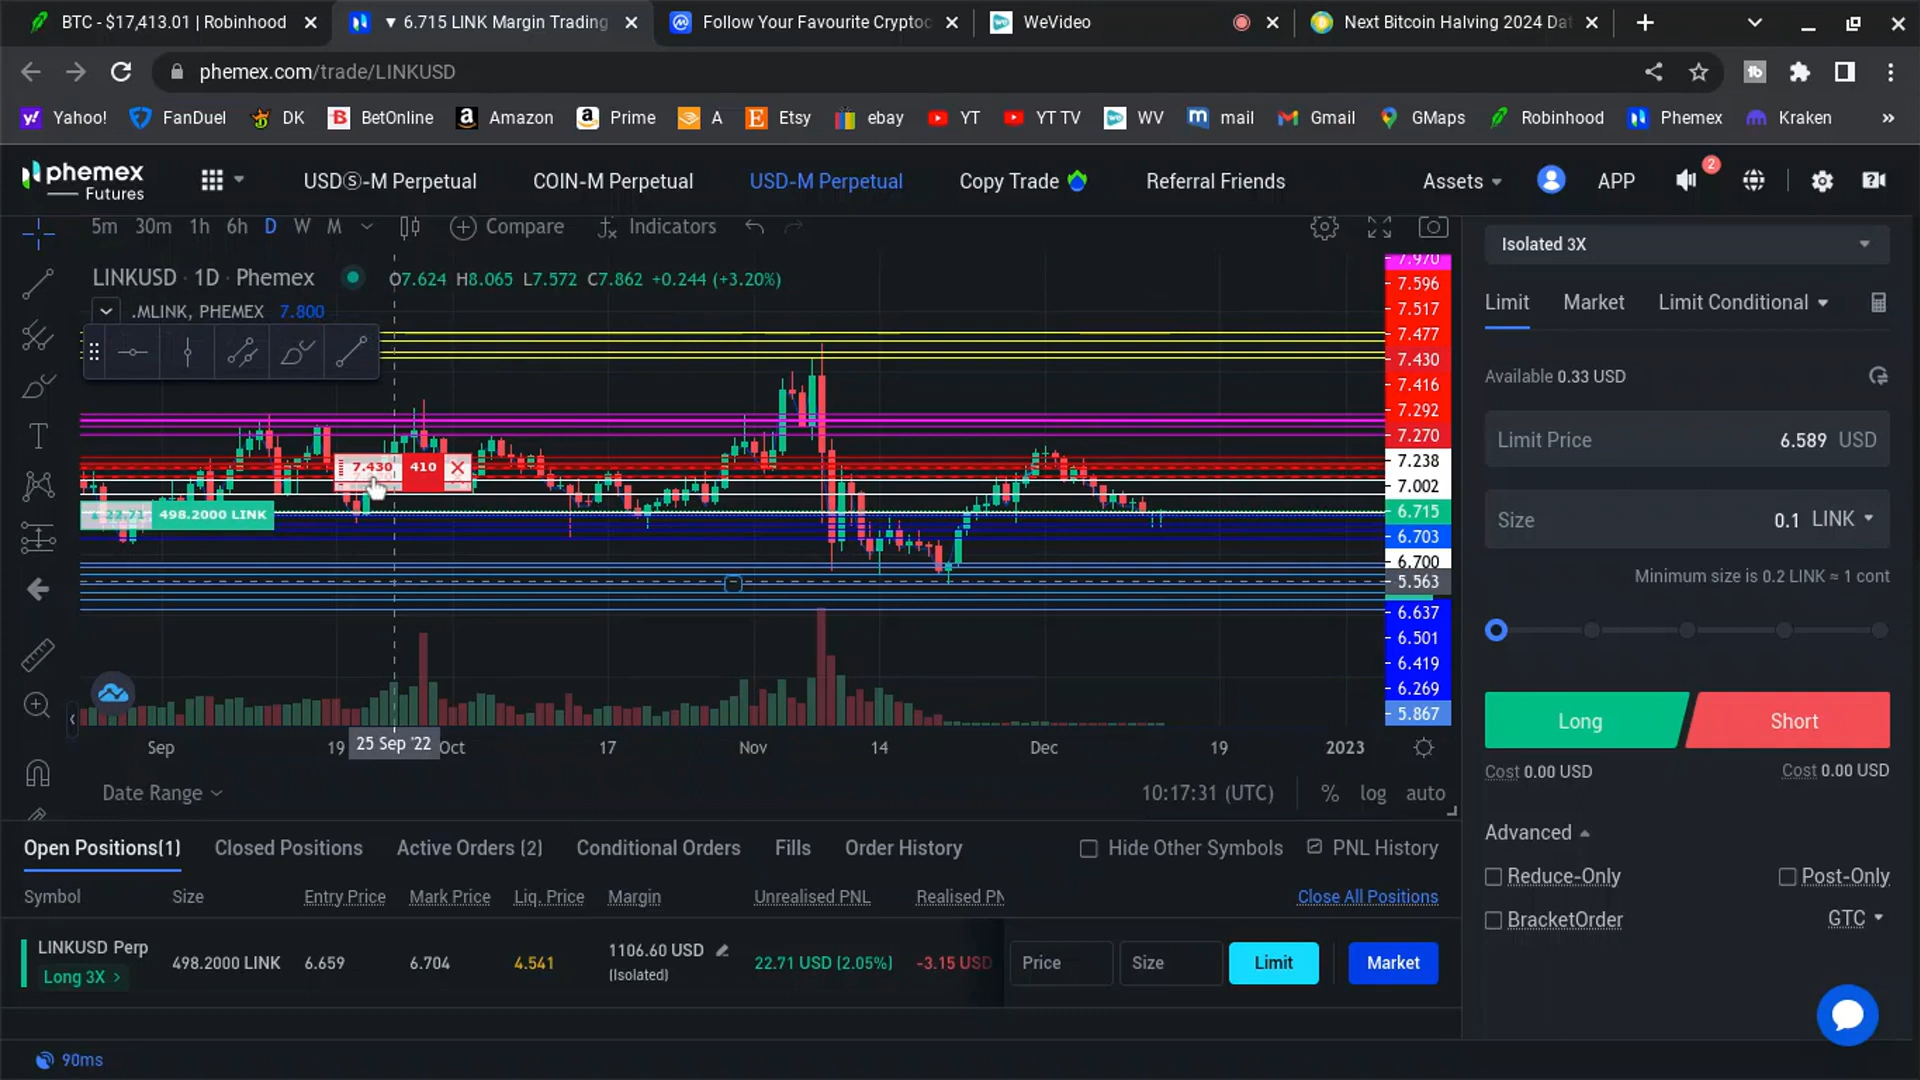 BTC - $17,413.01 | Robinhood
▼ 6.715 LINK Margin Trading
Follow Your Favourite Cryptoc
WeVideo
Next Bitcoin Halving 2024 Dat
phemex.com/trade/LINKUSD
Yahoo!
FanDuel
DK
BetOnline
Amazon
Prime
A
Etsy
ebay
YT
YT TV
WV
mail
Gmail
GMaps
Robinhood
Phemex
Kraken
»
phemex
Futures
USDⓈ-M Perpetual
COIN-M Perpetual
USD-M Perpetual
Copy Trade
Referral Friends
Assets
APP
2
5m 30m 1h 6h D W M
Compare
Indicators
LINKUSD · 1D · Phemex
O7.624 H8.065 L7.572 C7.862 +0.244 (+3.20%)
.MLINK, PHEMEX 7.800
7.430 410
498.2000 LINK
7.970
7.596
7.517
7.477
7.430
7.416
7.292
7.270
7.238
7.002
6.715
6.703
6.700
5.563
6.637
6.501
6.419
6.269
5.867
Sep
19
25 Sep '22
Oct
17
Nov
14
Dec
19
2023
Date Range
10:17:31 (UTC)
%
log
auto
Isolated 3X
Limit
Market
Limit Conditional
Available 0.33 USD
Limit Price 6.589 USD
Size 0.1 LINK
Minimum size is 0.2 LINK ≈ 1 cont
Long
Short
Cost 0.00 USD
Cost 0.00 USD
Advanced
Reduce-Only
Post-Only
BracketOrder
GTC
Open Positions(1)
Closed Positions
Active Orders (2)
Conditional Orders
Fills
Order History
Hide Other Symbols
PNL History
Symbol
Size
Entry Price
Mark Price
Liq. Price
Margin
Unrealised PNL
Realised PN
Close All Positions
LINKUSD Perp
Long 3X >
498.2000 LINK
6.659
6.704
4.541
1106.60 USD
(Isolated)
22.71 USD (2.05%)
-3.15 USD
Price
Size
Limit
Market
90ms